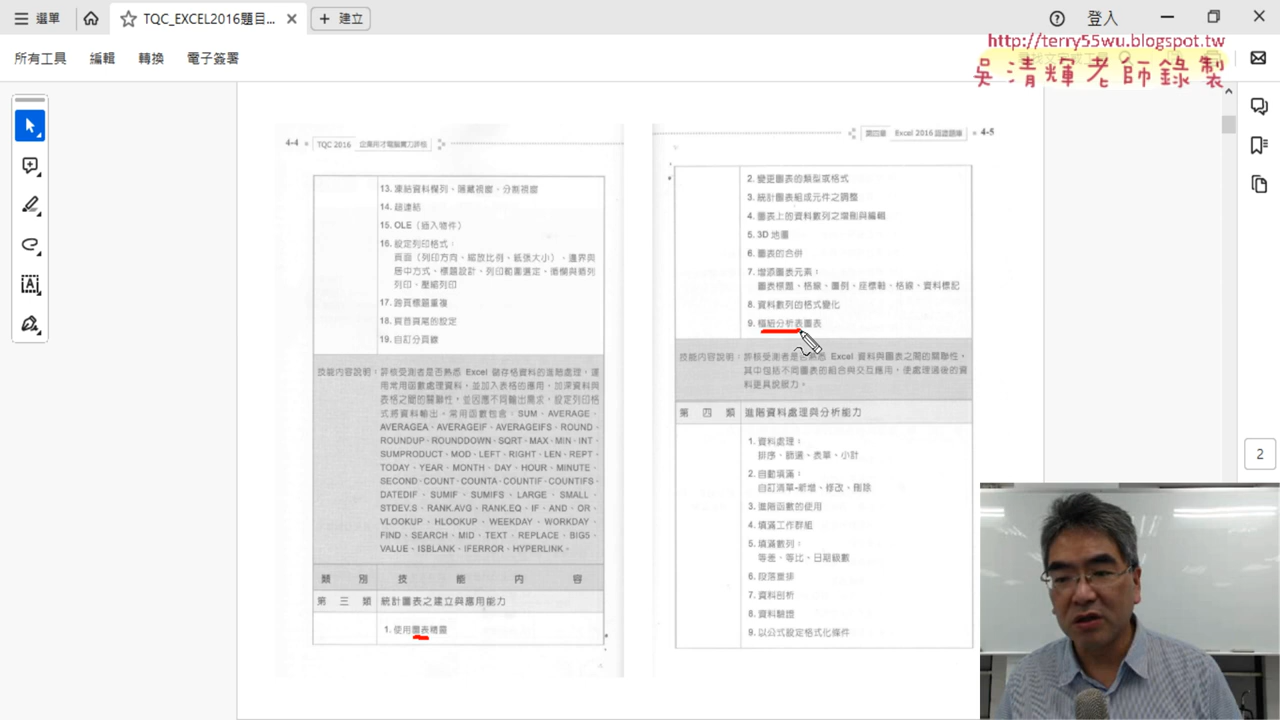 選單
TQC_EXCEL2016題目...
建立
登入
http://terry55wu.blogspot.tw
所有工具
編輯
轉換
電子簽署
吳清輝老師錄製
4-4
TQC 2016 企業用才電腦實力評核
13. 凍結資料欄列、隱藏視窗、分割視窗
14. 超連結
15. OLE（插入物件）
16. 設定列印格式：
頁面（列印方向、縮放比例、紙張大小）、邊界與
居中方式、標題設計、列印範圍選定、循欄與循列
列印、壓縮列印
17. 跨頁標題重複
18. 頁首頁尾的設定
19. 自訂分頁線
技能內容說明：評核受測者是否熟悉 Excel 儲存格資料的進階處理，運
用常用函數處理資料，並加入表格的應用，加深資料與
表格之間的關聯性，並因應不同輸出需求，設定列印格
式將資料輸出。常用函數包含：SUM、AVERAGE、
AVERAGEA、AVERAGEIF、AVERAGEIFS、ROUND、
ROUNDUP、ROUNDDOWN、SQRT、MAX、MIN、INT、
SUMPRODUCT、MOD、LEFT、RIGHT、LEN、REPT、
TODAY、YEAR、MONTH、DAY、HOUR、MINUTE、
SECOND、COUNT、COUNTA、COUNTIF、COUNTIFS、
DATEDIF、SUMIF、SUMIFS、LARGE、SMALL、
STDEV.S、RANK.AVG、RANK.EQ、IF、AND、OR、
VLOOKUP、HLOOKUP、WEEKDAY、WORKDAY、
FIND、SEARCH、MID、TEXT、REPLACE、BIG5、
VALUE、ISBLANK、IFERROR、HYPERLINK。
類別 技能內容
第三類 統計圖表之建立與應用能力
1. 使用圖表精靈
第四章 Excel 2016 認證題庫 4-5
2. 變更圖表的類型或格式
3. 統計圖表組成元件之調整
4. 圖表上的資料數列之增刪與編輯
5. 3D 地圖
6. 圖表的合併
7. 增添圖表元素：
圖表標題、格線、圖例、座標軸、格線、資料標記
8. 資料數列的格式變化
9. 樞紐分析表圖表
技能內容說明：評核受測者是否熟悉 Excel 資料與圖表之間的關聯性，
其中包括不同圖表的組合與交互應用，使處理過後的資
料更具說服力。
第四類 進階資料處理與分析能力
1. 資料處理：
排序、篩選、表單、小計
2. 自動填滿：
自訂清單-新增、修改、刪除
3. 進階函數的使用
4. 填滿工作群組
5. 填滿數列：
等差、等比、日期級數
6. 段落重排
7. 資料剖析
8. 資料驗證
9. 以公式設定格式化條件
2